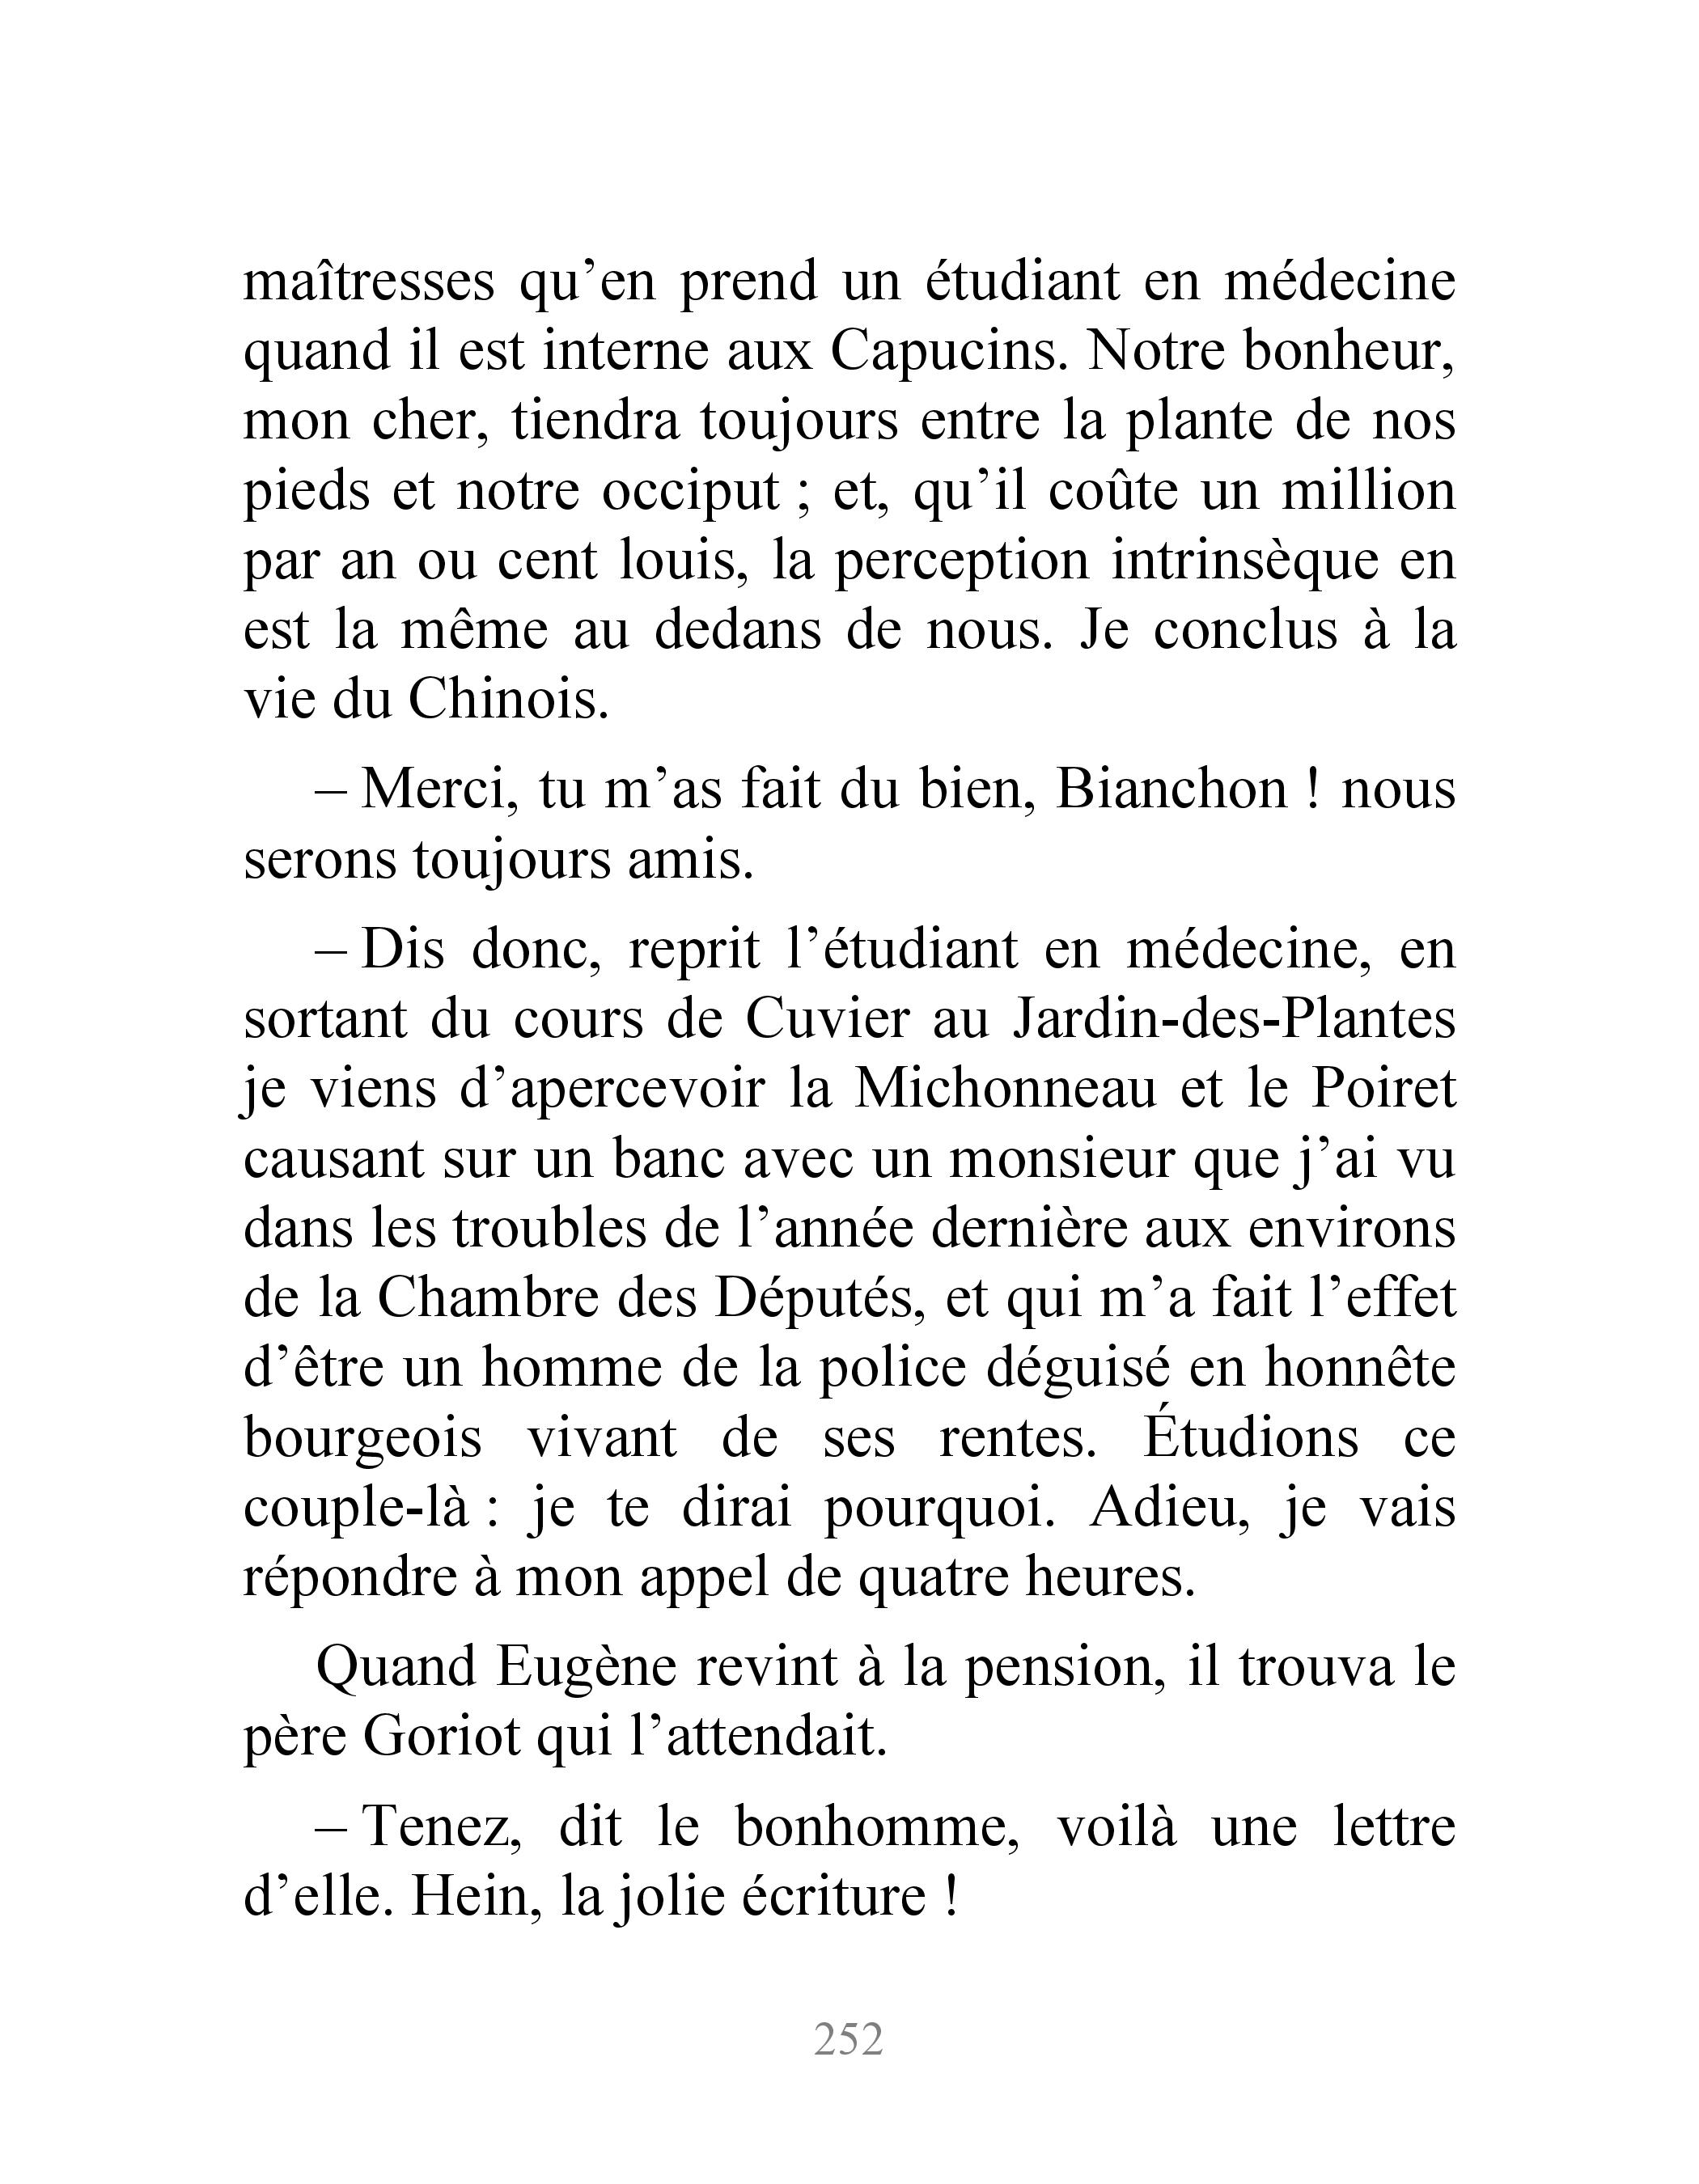 maîtresses qu’en prend un étudiant en médecine
quand il est interne aux Capucins. Notre bonheur,
mon cher, tiendra toujours entre la plante de nos
pieds et notre occiput ; et, qu’il coûte un million
par an ou cent louis, la perception intrinsèque en
est la même au dedans de nous. Je conclus à la
vie du Chinois.
– Merci, tu m’as fait du bien, Bianchon ! nous
serons toujours amis.
– Dis donc, reprit l’étudiant en médecine, en
sortant du cours de Cuvier au Jardin-des-Plantes
je viens d’apercevoir la Michonneau et le Poiret
causant sur un banc avec un monsieur que j’ai vu
dans les troubles de l’année dernière aux environs
de la Chambre des Députés, et qui m’a fait l’effet
d’être un homme de la police déguisé en honnête
bourgeois vivant de ses rentes. Étudions ce
couple-là : je te dirai pourquoi. Adieu, je vais
répondre à mon appel de quatre heures.
Quand Eugène revint à la pension, il trouva le
père Goriot qui l’attendait.
– Tenez, dit le bonhomme, voilà une lettre
d’elle. Hein, la jolie écriture !
252